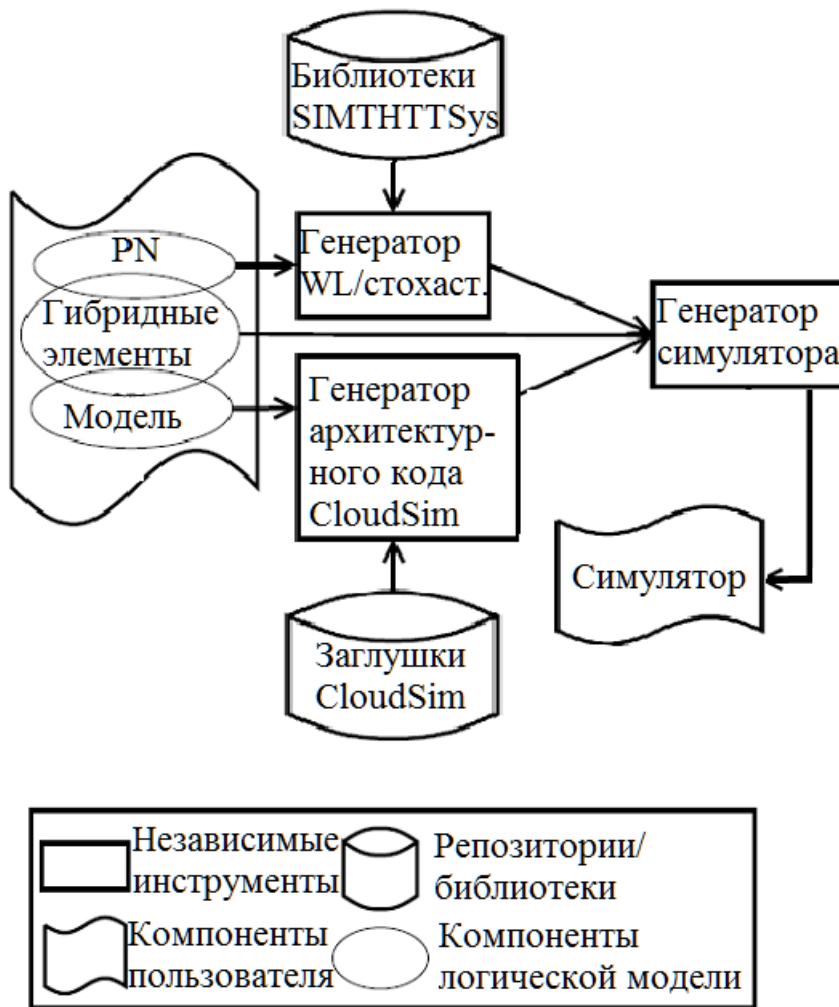 Библиотеки
SIMTHTTSys
PN
Гибридные
элементы
Модель
Генератор
WL/стохаст.
Генератор
архитектур-
ного кода
CloudSim
Генератор
симулятора
Симулятор
Заглушки
CloudSim
Независимые
инструменты
Репозитории/
библиотеки
Компоненты
пользователя
Компоненты
логической модели